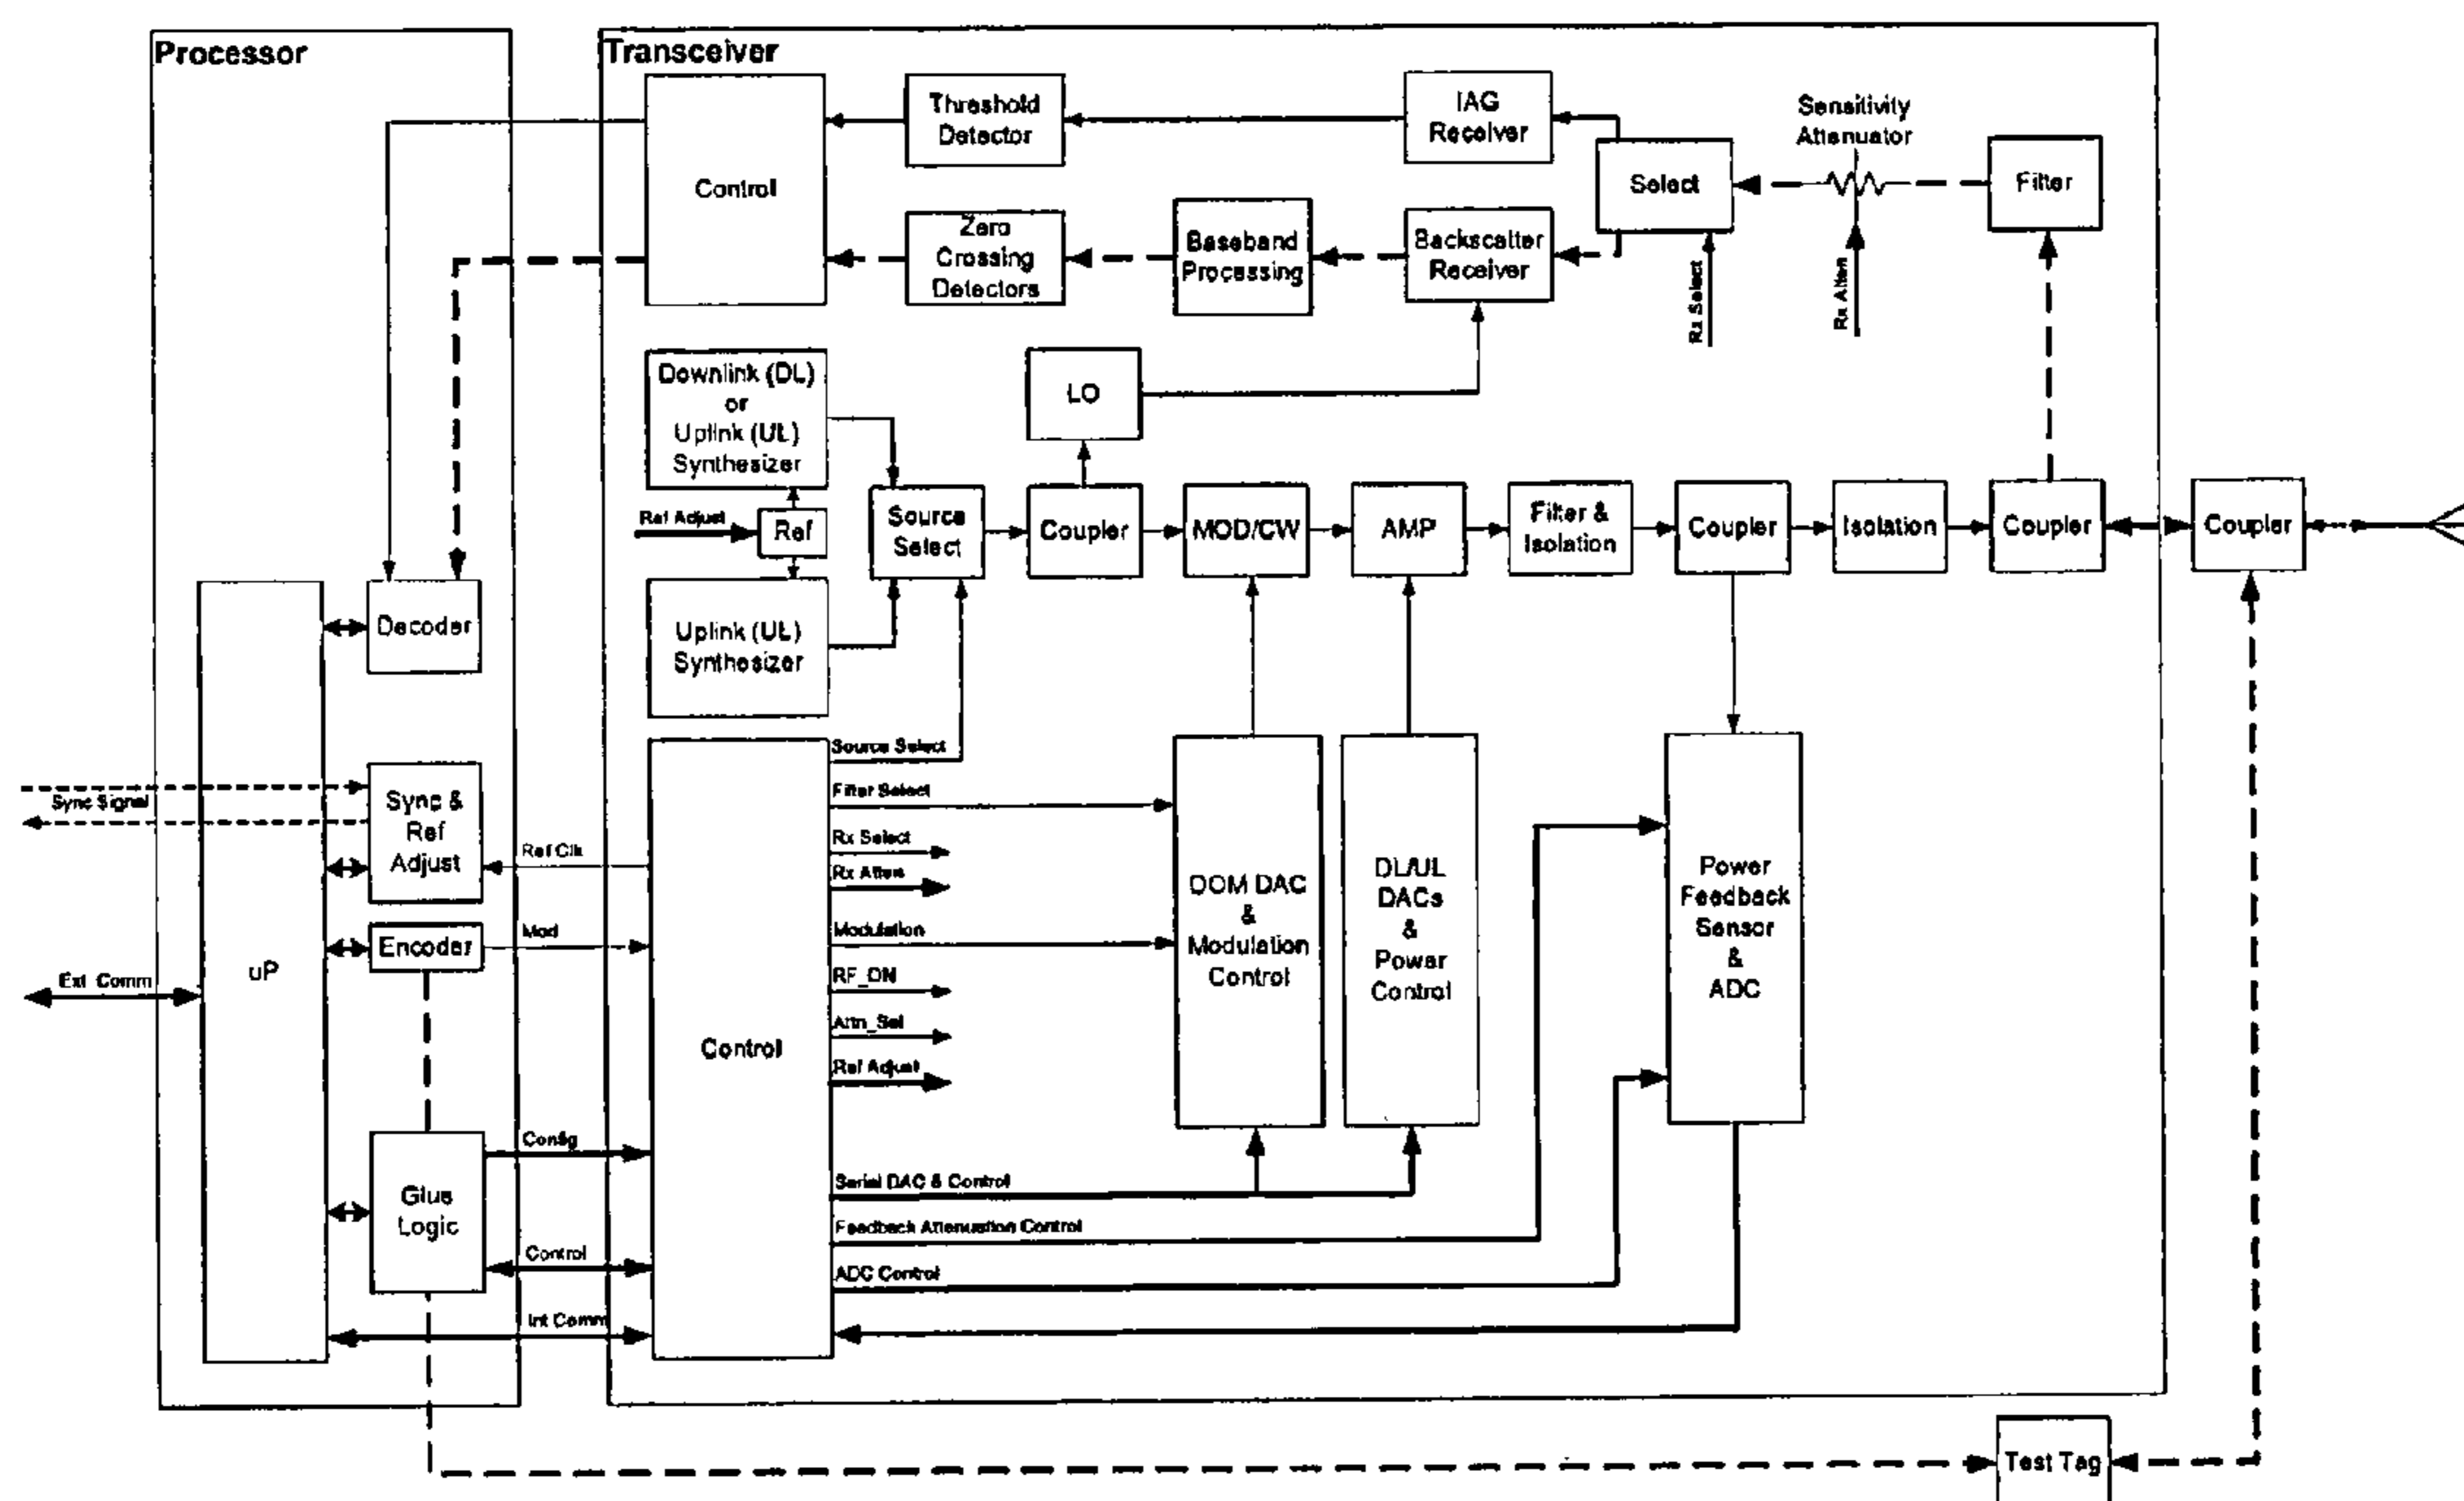 Processor
Transceiver
Control
Threshold
Detector
IAG
Receiver
Sensitivity
Attenuator
Select
Filter
Zero
Crossing
Detectors
Baseband
Processing
Backscatter
Receiver
Rx Select
Rx Atten
Downlink (DL)
or
Uplink (UL)
Synthesizer
LO
Ref Adjust
Ref
Source
Select
Coupler
MOD/CW
AMP
Filter &
Isolation
Coupler
Isolation
Coupler
Coupler
Uplink (UL)
Synthesizer
Decoder
Sync Signal
Sync &
Ref
Adjust
Ref Clk
Encoder
Mod
uP
Ext Comm
Glue
Logic
Config
Control
Int Comm
Control
Source Select
Filter Select
Rx Select
Rx Atten
Modulation
RF_ON
Attn_Sel
Ref Adjust
Serial DAC & Control
Feedback Attenuation Control
ADC Control
DOM DAC
&
Modulation
Control
DL/UL
DACs
&
Power
Control
Power
Feedback
Sensor
&
ADC
Test Tag